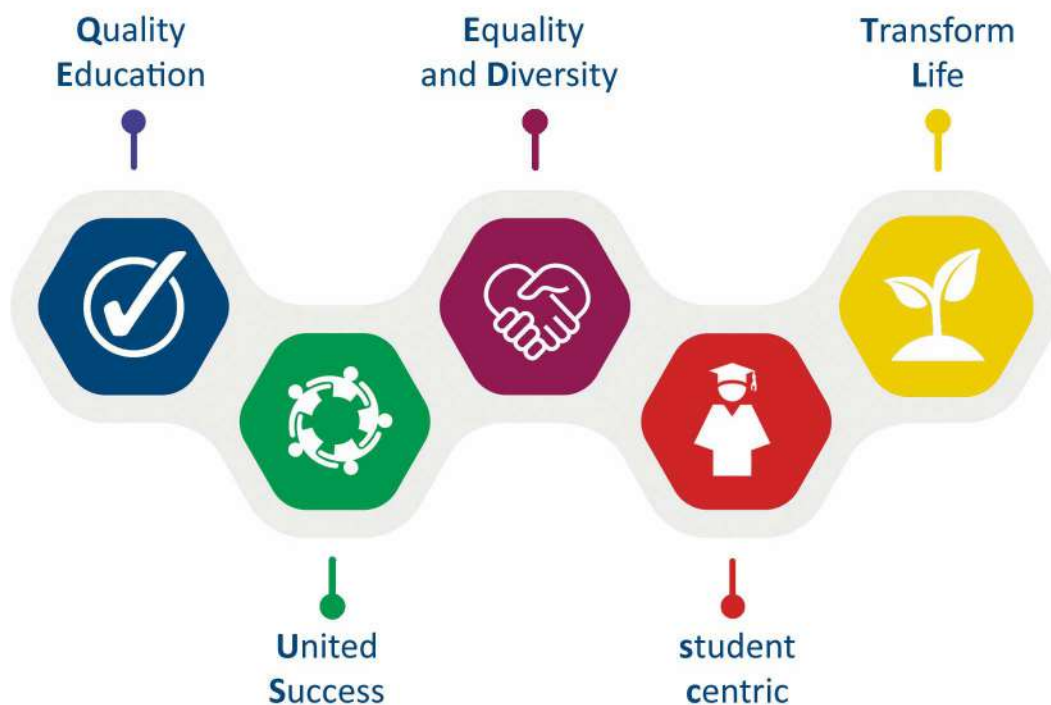 Quality
Education
Equality
and Diversity
Transform
Life
United
Success
student
centric